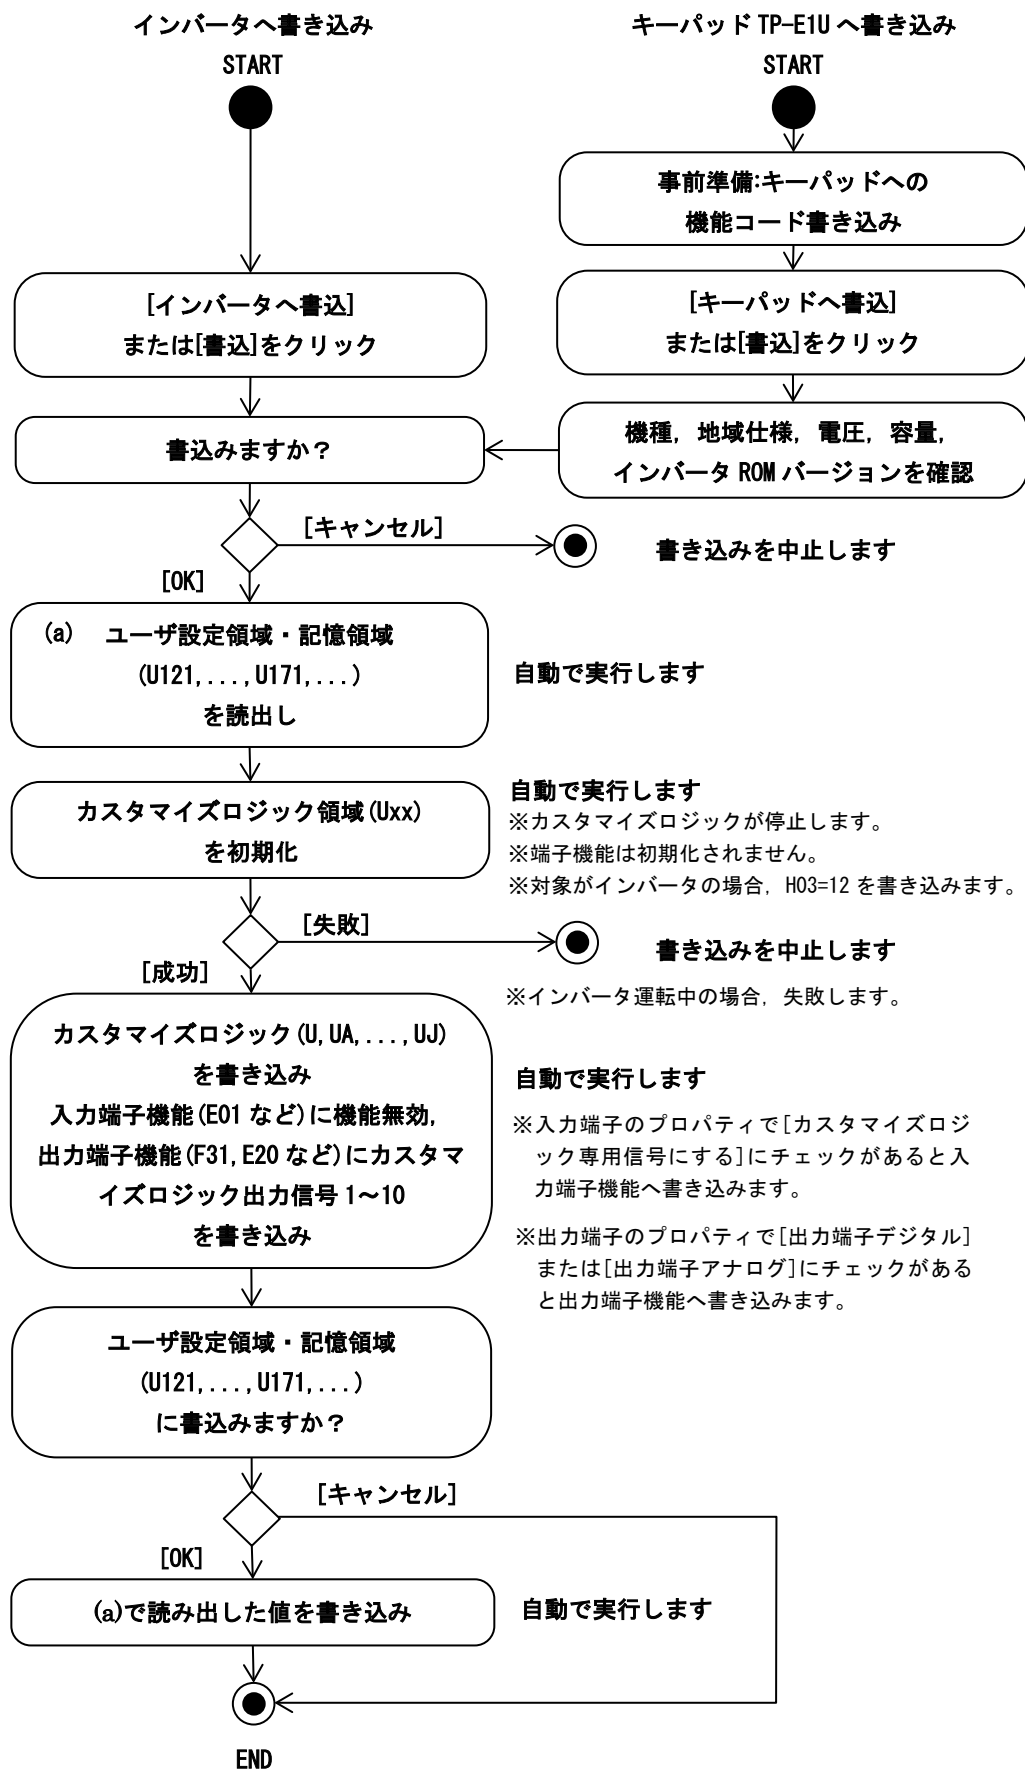 インバータへ書き込み
START
キーパッド TP-E1U へ書き込み
START
事前準備:キーパッドへの
機能コード書き込み
[インバータへ書込]
または[書込]をクリック
[キーパッドへ書込]
または[書込]をクリック
書込みますか？
機種, 地域仕様, 電圧, 容量,
インバータ ROM バージョンを確認
[キャンセル]
書き込みを中止します
[OK]
(a) ユーザ設定領域・記憶領域
(U121,...,U171,...)
を読出し
自動で実行します
カスタマイズロジック領域(Uxx)
を初期化
自動で実行します
※カスタマイズロジックが停止します。
※端子機能は初期化されません。
※対象がインバータの場合, H03=12 を書き込みます。
[失敗]
書き込みを中止します
[成功]
※インバータ運転中の場合, 失敗します。
カスタマイズロジック(U,UA,...,UJ)
を書き込み
入力端子機能(E01 など)に機能無効,
出力端子機能(F31,E20 など)にカスタマ
イズロジック出力信号 1～10
を書き込み
自動で実行します
※入力端子のプロパティで[カスタマイズロジ
ック専用信号にする]にチェックがあると入
力端子機能へ書き込みます。
※出力端子のプロパティで[出力端子デジタル]
または[出力端子アナログ]にチェックがある
と出力端子機能へ書き込みます。
ユーザ設定領域・記憶領域
(U121,...,U171,...)
に書込みますか？
[キャンセル]
[OK]
(a)で読み出した値を書き込み
自動で実行します
END